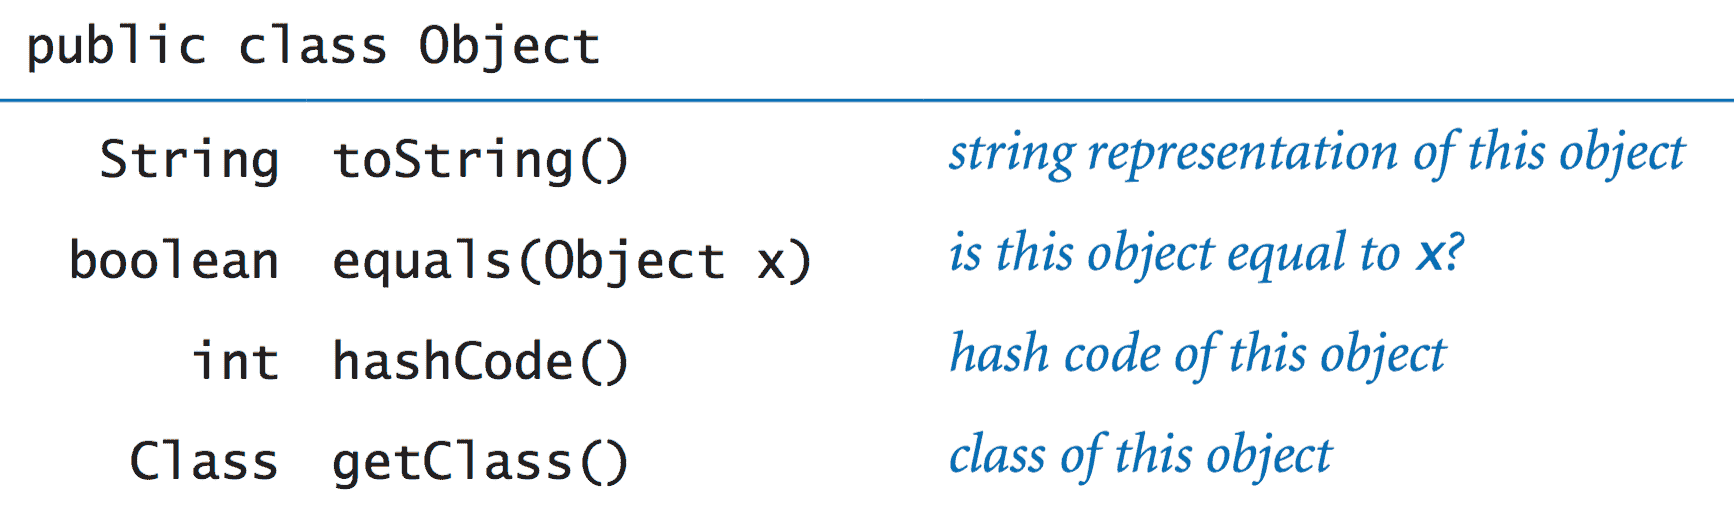 public class Object
String toString() string representation of this object
boolean equals(Object x) is this object equal to x?
int hashCode() hash code of this object
Class getClass() class of this object